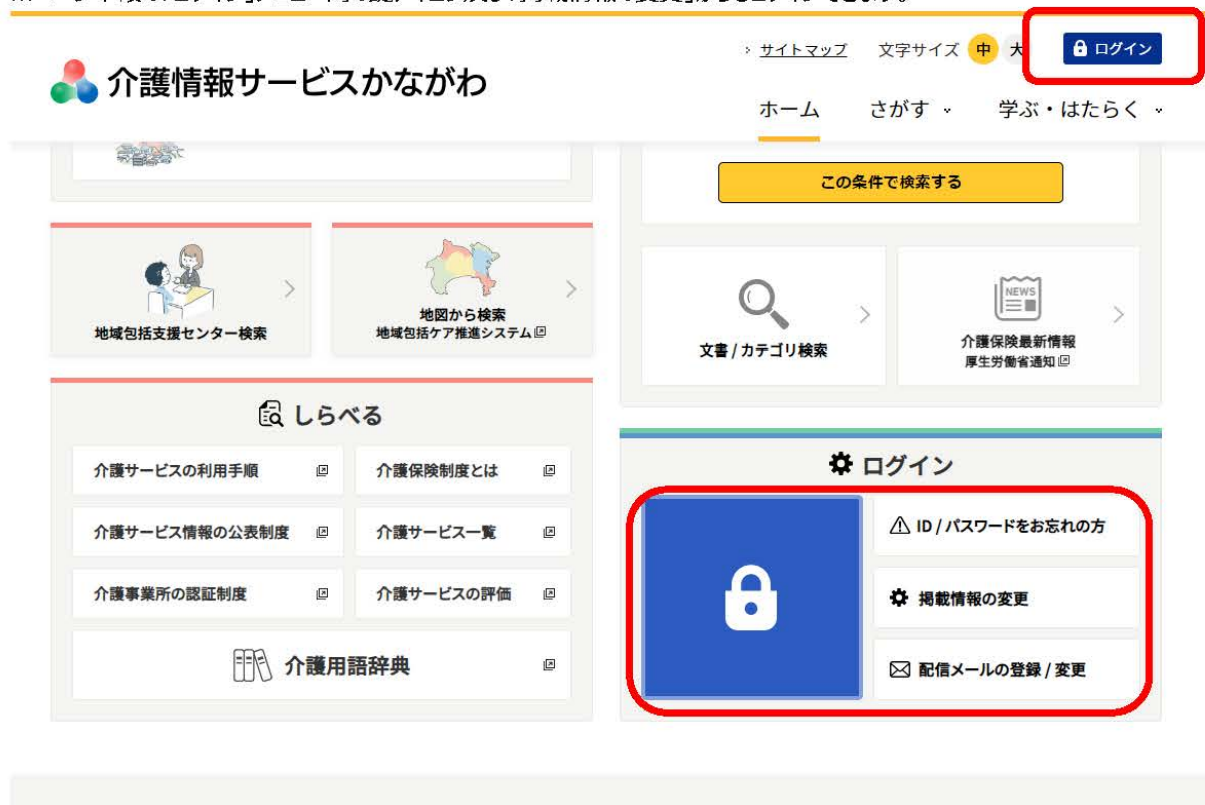 サイトマップ 文字サイズ 中 大 ログイン
介護情報サービスかながわ
ホーム さがす 学ぶ・はたらく
この条件で検索する
地域包括支援センター検索
地図から検索
地域包括ケア推進システム
文書 / カテゴリ検索
NEWS
介護保険最新情報
厚生労働省通知
しらべる
介護サービスの利用手順 介護保険制度とは
介護サービス情報の公表制度 介護サービス一覧
介護事業所の認証制度 介護サービスの評価
介護用語辞典
ログイン
ID / パスワードをお忘れの方
掲載情報の変更
配信メールの登録 / 変更